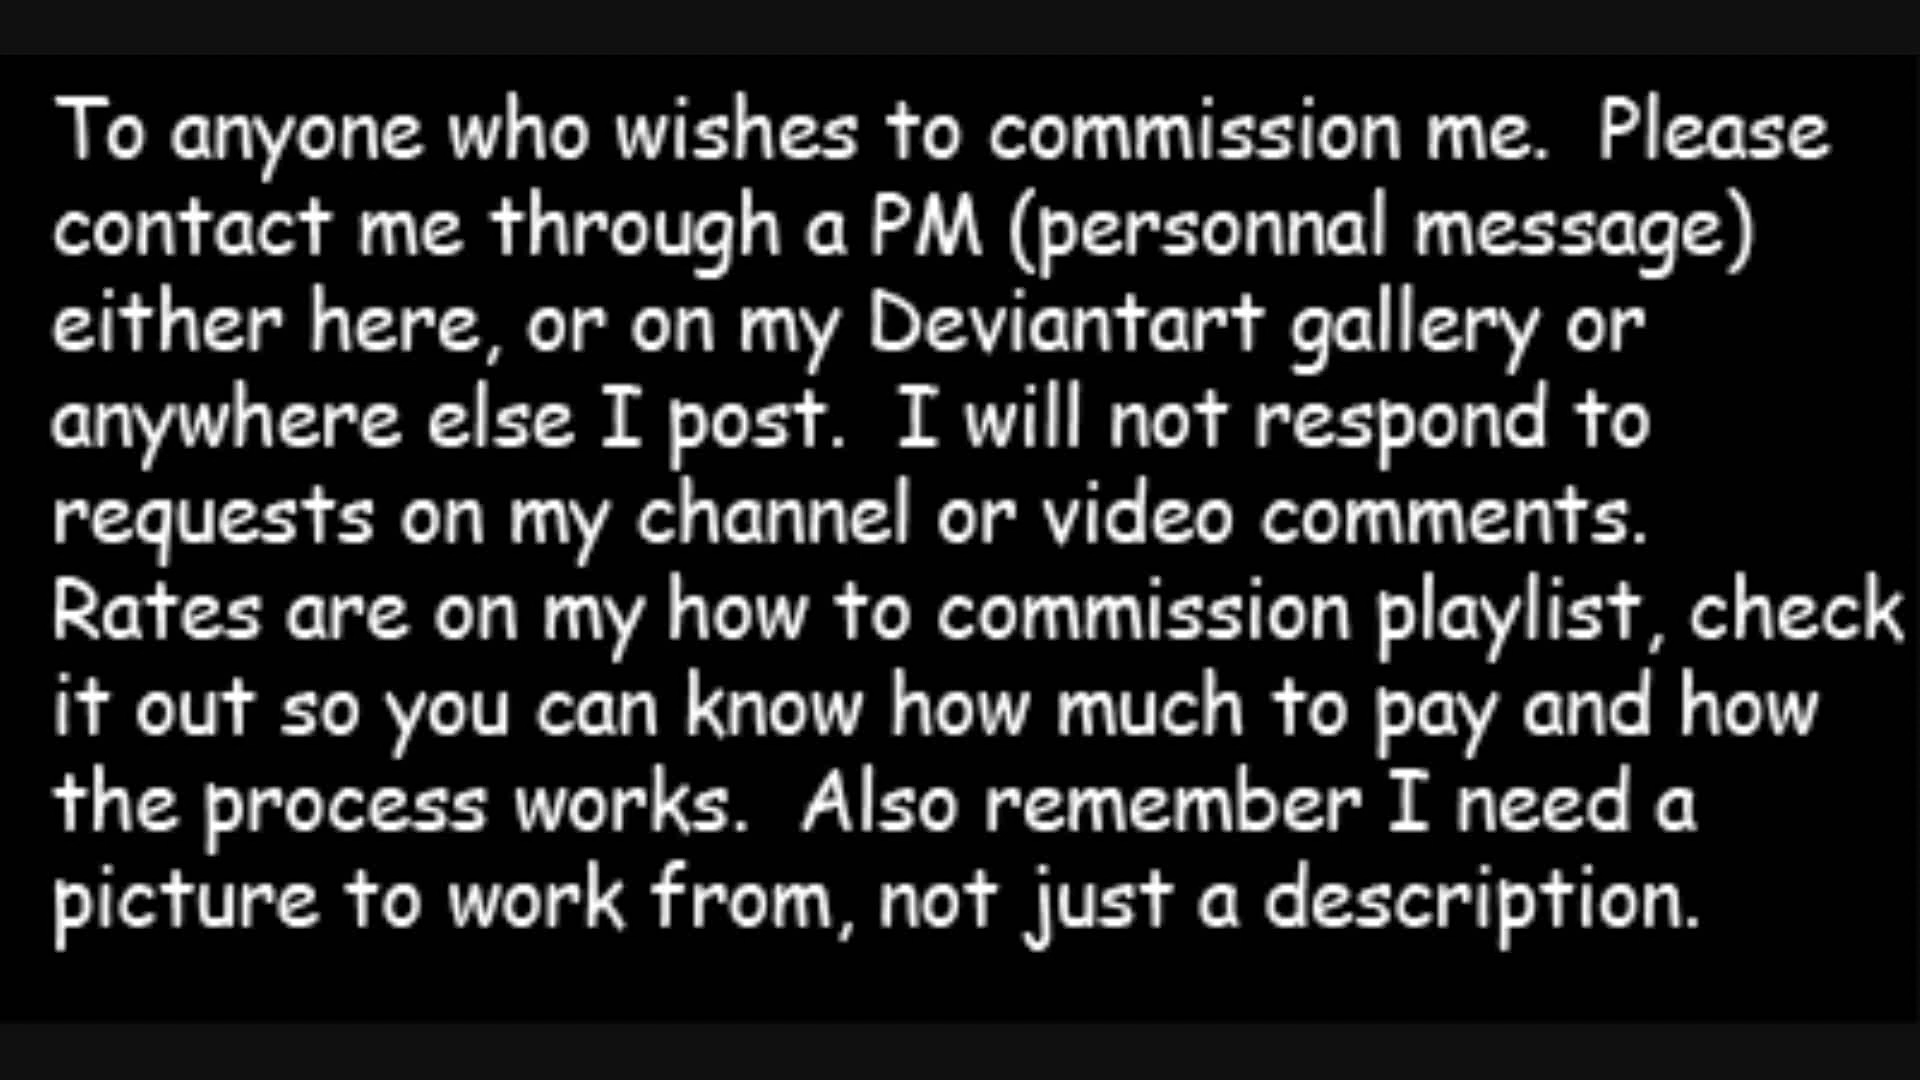 To anyone who wishes to commission me.  Please
contact me through a PM (personnal message)
either here, or on my Deviantart gallery or
anywhere else I post.  I will not respond to
requests on my channel or video comments.
Rates are on my how to commission playlist, check
it out so you can know how much to pay and how
the process works.  Also remember I need a
picture to work from, not just a description.